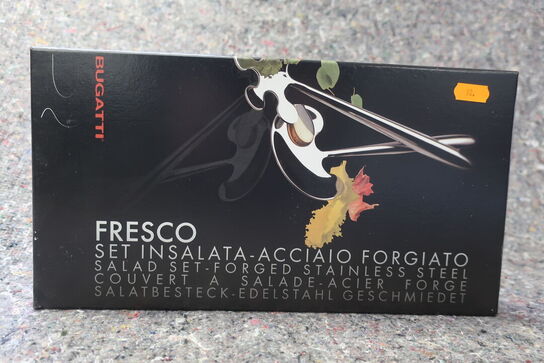 BUGATTI
FRESCO
SET INSALATA-ACCIAIO FORGIATO
SALAD SET-FORGED STAINLESS STEEL
COUVERT A SALADE-ACIER FORGE
SALATBESTECK-EDELSTAHL GESCHMIEDET